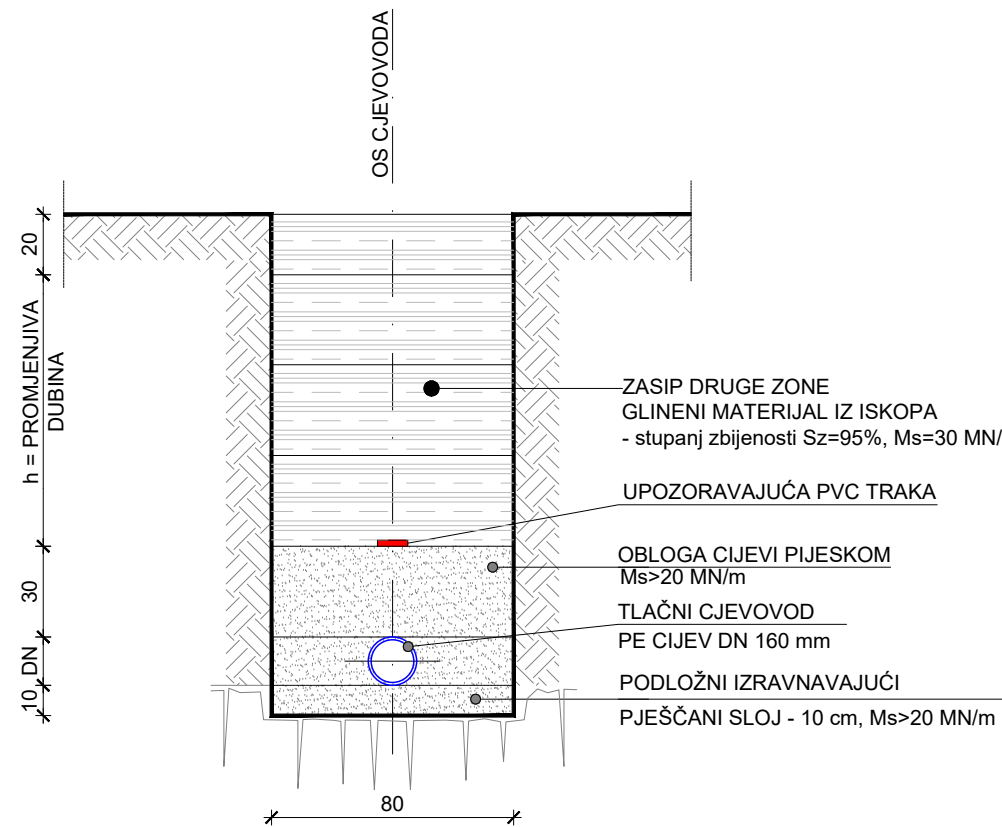 OS CJEVOVODA
20
h = PROMJENJIVA
DUBINA
30
DN
10
80
ZASIP DRUGE ZONE
GLINENI MATERIJAL IZ ISKOPA
- stupanj zbijenosti Sz=95%, Ms=30 MN/
UPOZORAVAJUĆA PVC TRAKA
OBLOGA CIJEVI PIJESKOM
Ms>20 MN/m
TLAČNI CJEVOVOD
PE CIJEV DN 160 mm
PODLOŽNI IZRAVNAVAJUĆI
PJEŠČANI SLOJ - 10 cm, Ms>20 MN/m